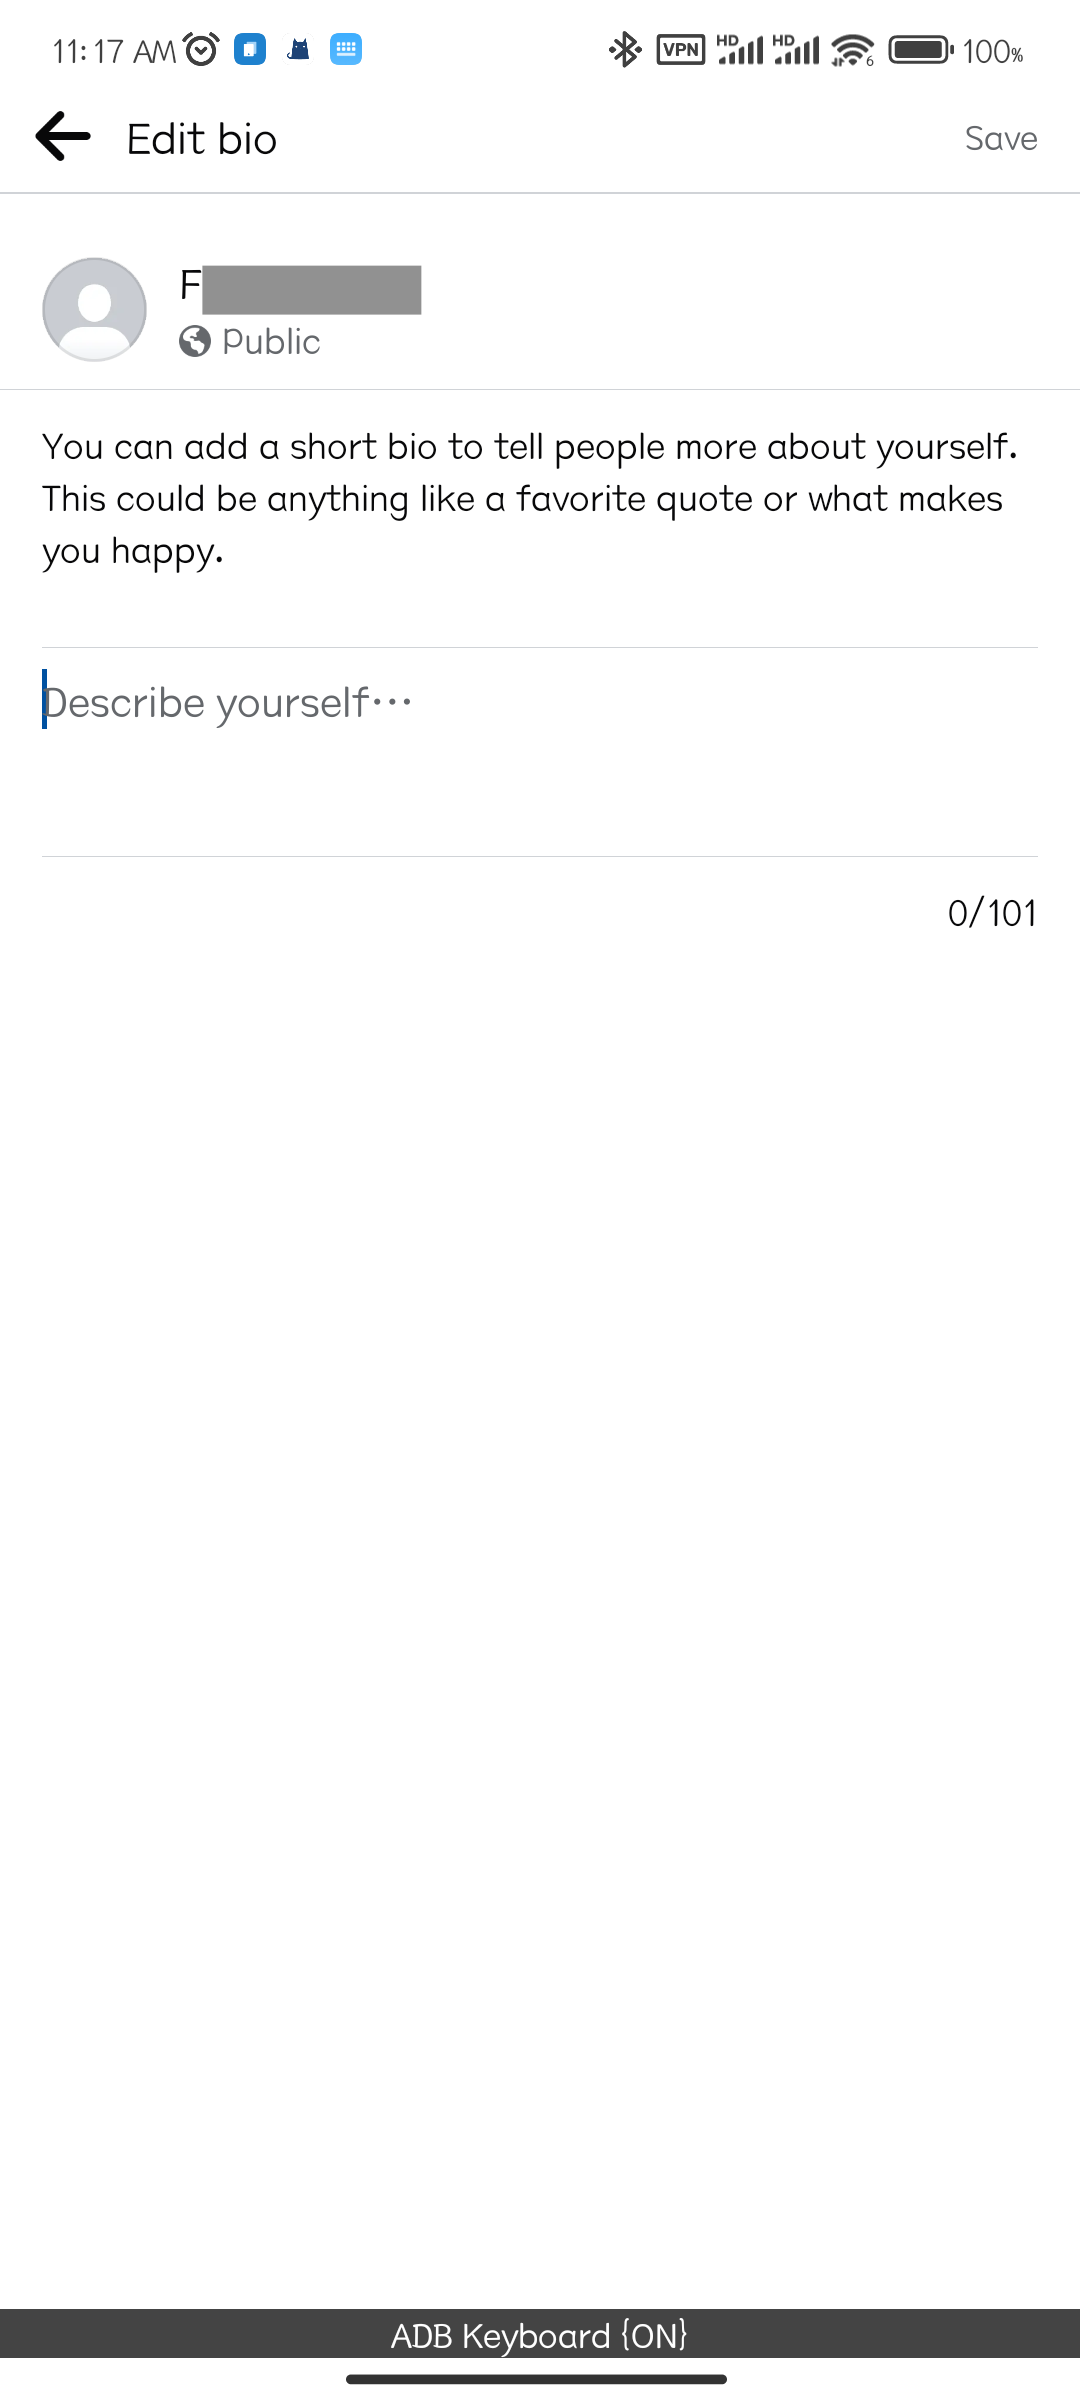 11:17 AM
VPN HD HD 6 100%
Edit bio
Save
F
Public
You can add a short bio to tell people more about yourself.
This could be anything like a favorite quote or what makes
you happy.
Describe yourself…
0/101
ADB Keyboard {ON}